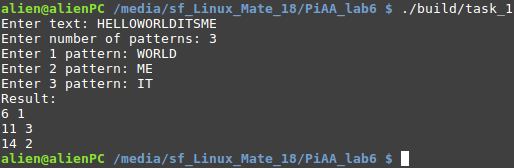 alien@alienPC /media/sf_Linux_Mate_18/PiAA_lab6 $ ./build/task_1
Enter text: HELLOWORLDITSME
Enter number of patterns: 3
Enter 1 pattern: WORLD
Enter 2 pattern: ME
Enter 3 pattern: IT
Result:
6 1
11 3
14 2
alien@alienPC /media/sf_Linux_Mate_18/PiAA_lab6 $